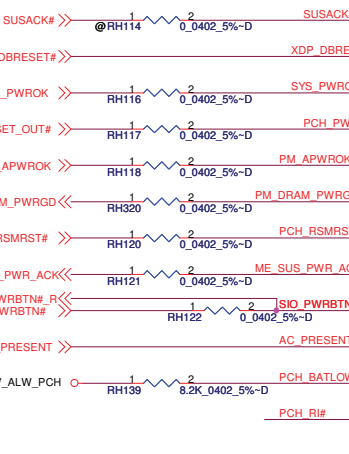 SUSACK# 1 2 SUSACK
@RH114 0_0402_5%~D
DBRESET# XDP_DBRE
_PWROK 1 2 SYS_PWRO
RH116 0_0402_5%~D
SET_OUT# 1 2 PCH_PW
RH117 0_0402_5%~D
APWROK 1 2 PM_APWROK
RH118 0_0402_5%~D
M_PWRGD 1 2 PM_DRAM_PWRG
RH320 0_0402_5%~D
RSMRST# 1 2 PCH_RSMRS
RH120 0_0402_5%~D
_PWR_ACK 1 2 ME_SUS_PWR_AC
RH121 0_0402_5%~D
WRBTN#_R
WRBTN# 1 2 SIO_PWRBTN
RH122 0_0402_5%~D
PRESENT AC_PRESENT
_ALW_PCH 1 2 PCH_BATLOW
RH139 8.2K_0402_5%~D
PCH_RI#